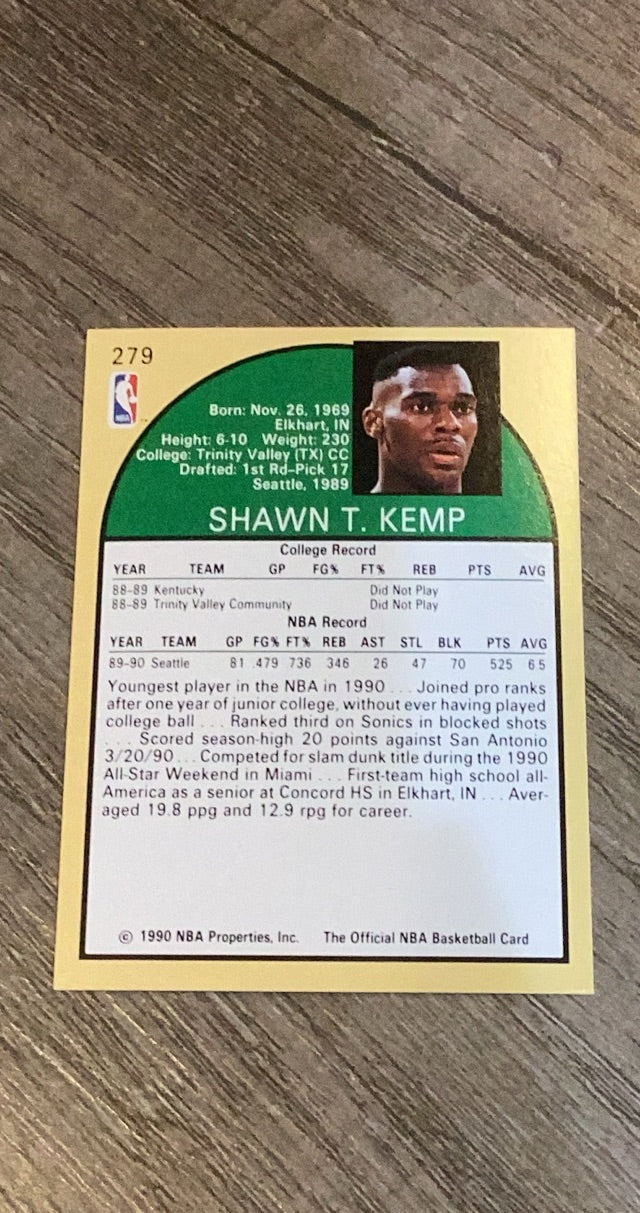 279
NBA
Born: Nov. 26, 1969
Elkhart, IN
Height: 6-10 Weight: 230
College: Trinity Valley (TX) CC
Drafted: 1st Rd-Pick 17
Seattle, 1989
SHAWN T. KEMP
College Record
YEAR TEAM GP FG% FT% REB PTS AVG
88-89 Kentucky Did Not Play
88-89 Trinity Valley Community Did Not Play
NBA Record
YEAR TEAM GP FG% FT% REB AST STL BLK PTS AVG
89-90 Seattle 81 .479 .736 346 26 47 70 525 6.5
Youngest player in the NBA in 1990 . . . Joined pro ranks
after one year of junior college, without ever having played
college ball . . . Ranked third on Sonics in blocked shots
. . . Scored season-high 20 points against San Antonio
3/20/90 . . . Competed for slam dunk title during the 1990
All-Star Weekend in Miami . . . First-team high school all-
America as a senior at Concord HS in Elkhart, IN . . . Aver-
aged 19.8 ppg and 12.9 rpg for career.
© 1990 NBA Properties, Inc. The Official NBA Basketball Card